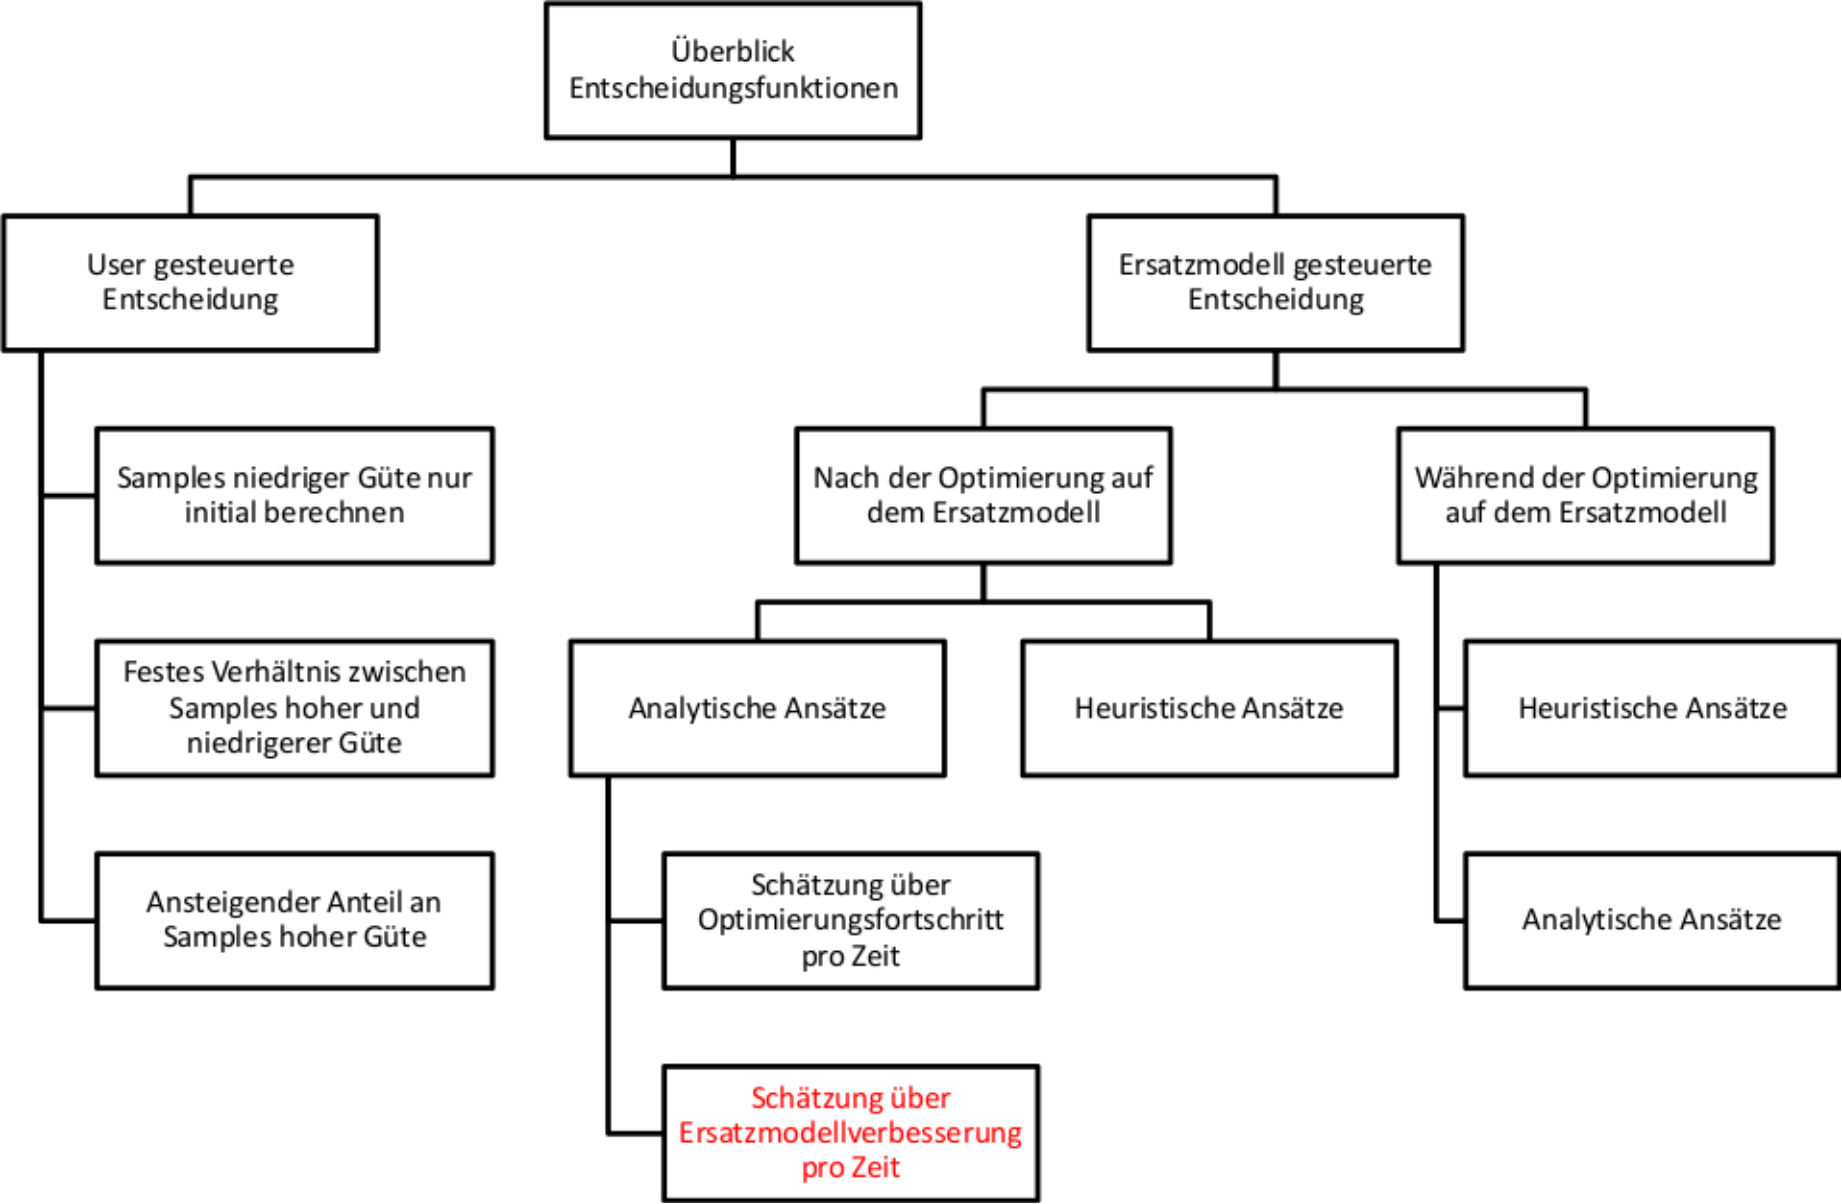 Überblick
Entscheidungsfunktionen
User gesteuerte
Entscheidung
Ersatzmodell gesteuerte
Entscheidung
Samples niedriger Güte nur
initial berechnen
Nach der Optimierung auf
dem Ersatzmodell
Während der Optimierung
auf dem Ersatzmodell
Festes Verhältnis zwischen
Samples hoher und
niedrigerer Güte
Analytische Ansätze
Heuristische Ansätze
Heuristische Ansätze
Ansteigender Anteil an
Samples hoher Güte
Schätzung über
Optimierungsfortschritt
pro Zeit
Analytische Ansätze
Schätzung über
Ersatzmodellverbesserung
pro Zeit